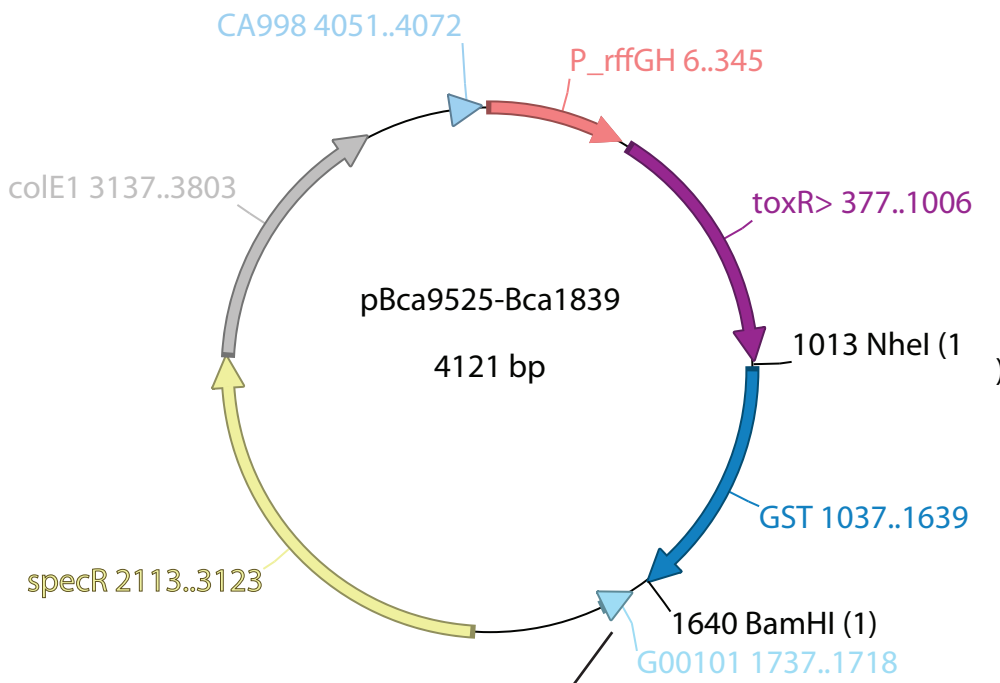 CA998 4051..4072
P_rffGH 6..345
colE1 3137..3803
toxR> 377..1006
pBca9525-Bca1839
1013 NheI (1
)
4121 bp
GST 1037..1639
specR 2113..3123
1640 BamHI (1)
G00101 1737..1718